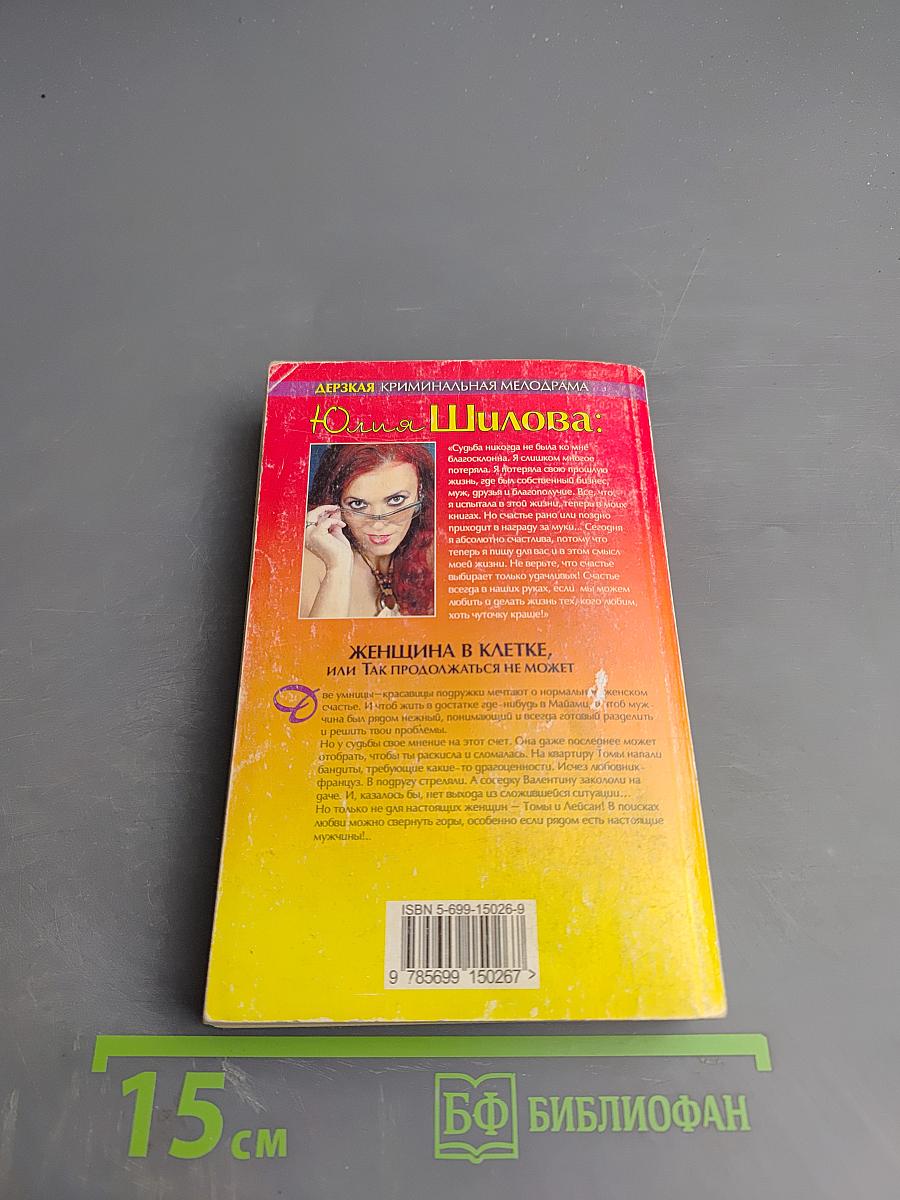 ДЕРЗКАЯ КРИМИНАЛЬНАЯ МЕЛОДРАМА
Юлия Шилова:
«Судьба никогда не была ко мне
благосклонна. Я слишком многое
потеряла. Я потеряла свою прошлую
жизнь, где был собственный бизнес,
муж, друзья и благополучие. Все, что
я испытала в этой жизни, теперь в моих
книгах. Но счастье рано или поздно
приходит в награду за муки... Сегодня
я абсолютно счастлива, потому что
теперь я пишу для вас и в этом смысл
моей жизни. Не верьте, что счастье
выбирает только удачливых! Счастье
всегда в наших руках, если мы можем
любить и делать жизнь тех, кого любим,
хоть чуточку краше!»
ЖЕНЩИНА В КЛЕТКЕ,
ИЛИ ТАК ПРОДОЛЖАТЬСЯ НЕ МОЖЕТ
Две умницы-красавицы подружки мечтают о нормальном женском
счастье. И чтоб жить в достатке где-нибудь в Майами, и чтоб муж-
чина был рядом нежный, понимающий и всегда готовый разделить
и решить твои проблемы.
Но у судьбы свое мнение на этот счет. Она даже последнее может
отобрать, чтобы ты раскисла и сломалась. На квартиру Томы напали
бандиты, требующие какие-то драгоценности. Исчез любовник-
француз. В подругу стреляли. А соседку Валентину закололи на
даче. И, казалось бы, нет выхода из сложившейся ситуации...
Но только не для настоящих женщин – Томы и Лейсан! В поисках
любви можно свернуть горы, особенно если рядом есть настоящие
мужчины!..
ISBN 5-699-15026-9
9 785699 150267 >
15 см
БФ БИБЛИОФАН